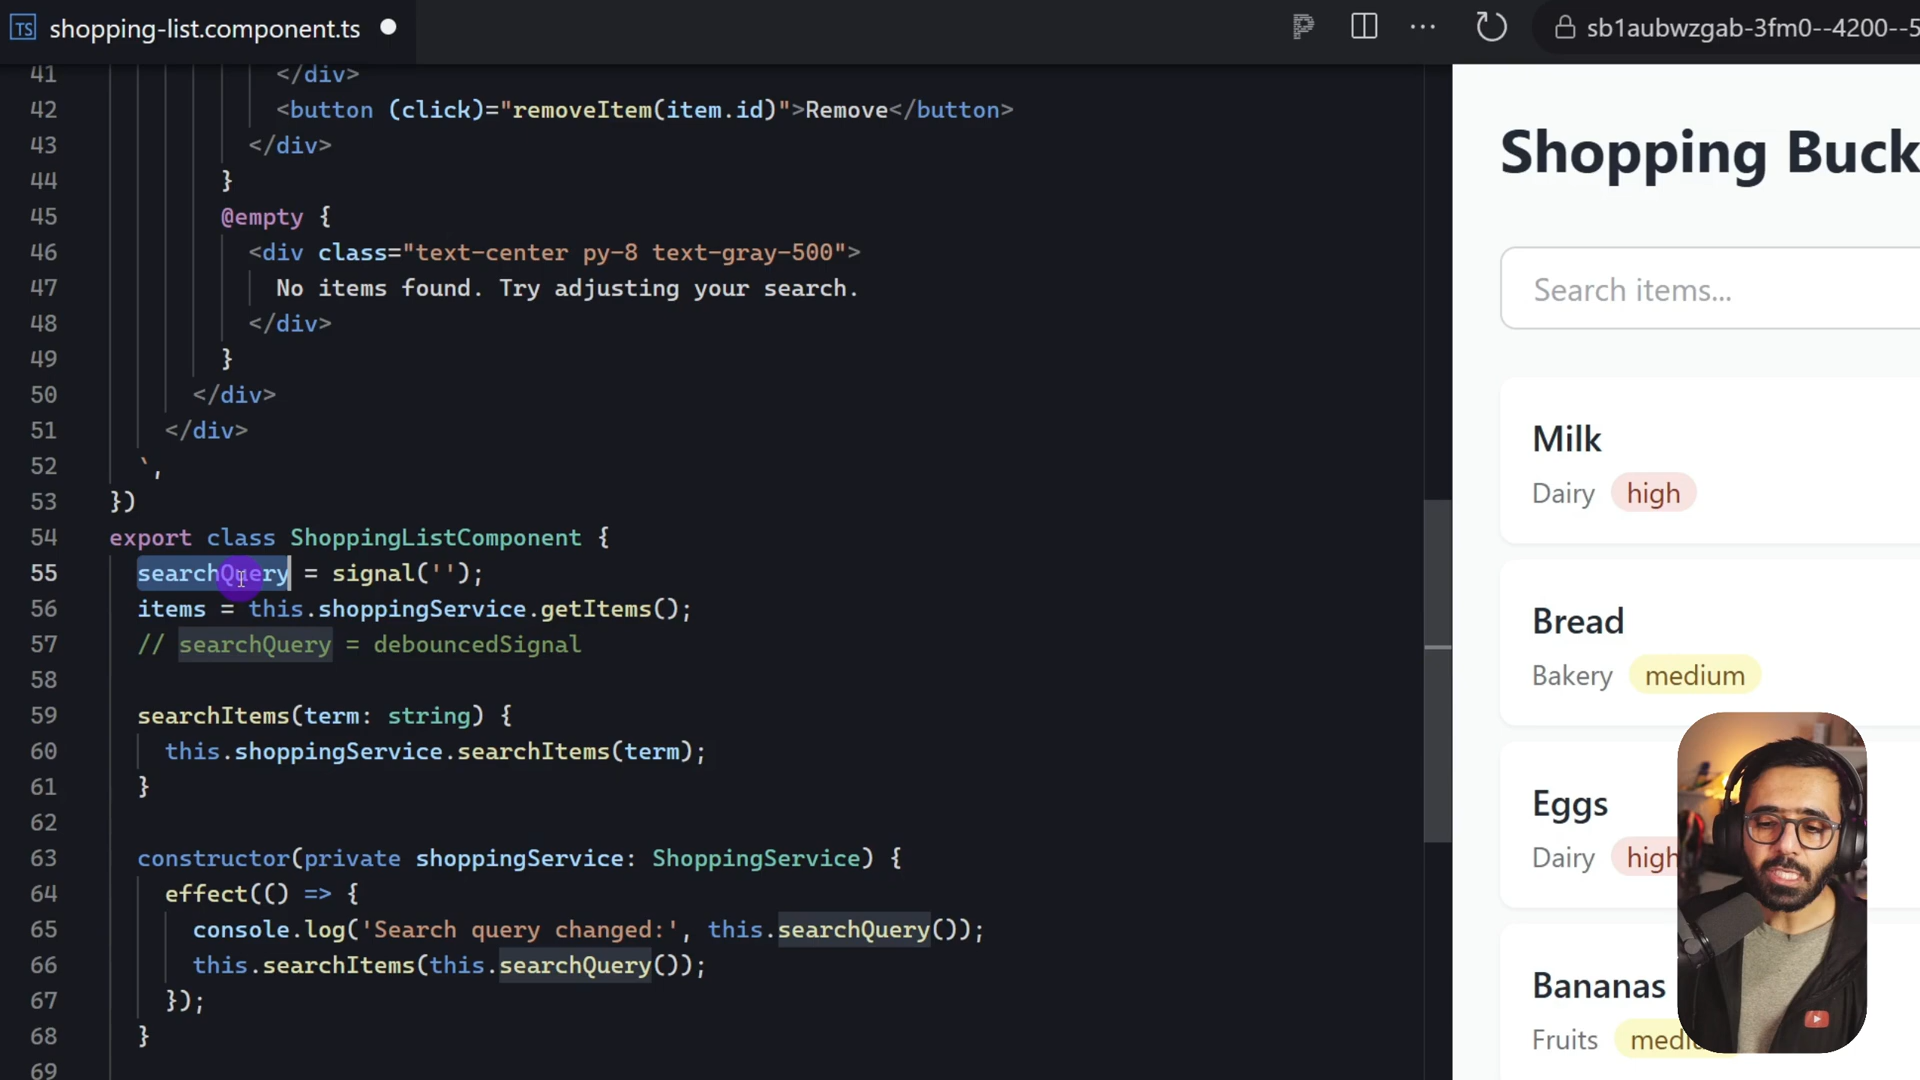 TS shopping-list.component.ts
sb1aubwzgab-3fm0--4200--5
41 </div>
42 <button (click)="removeItem(item.id)">Remove</button>
43 </div>
44 }
45 @empty {
46 <div class="text-center py-8 text-gray-500">
47 No items found. Try adjusting your search.
48 </div>
49 }
50 </div>
51 </div>
52 `,
53 })
54 export class ShoppingListComponent {
55 searchQuery = signal('');
56 items = this.shoppingService.getItems();
57 // searchQuery = debouncedSignal
58
59 searchItems(term: string) {
60 this.shoppingService.searchItems(term);
61 }
62
63 constructor(private shoppingService: ShoppingService) {
64 effect(() => {
65 console.log('Search query changed:', this.searchQuery());
66 this.searchItems(this.searchQuery());
67 });
68 }
69
Shopping Buck
Search items...
Milk
Dairy high
Bread
Bakery medium
Eggs
Dairy high
Bananas
Fruits medi